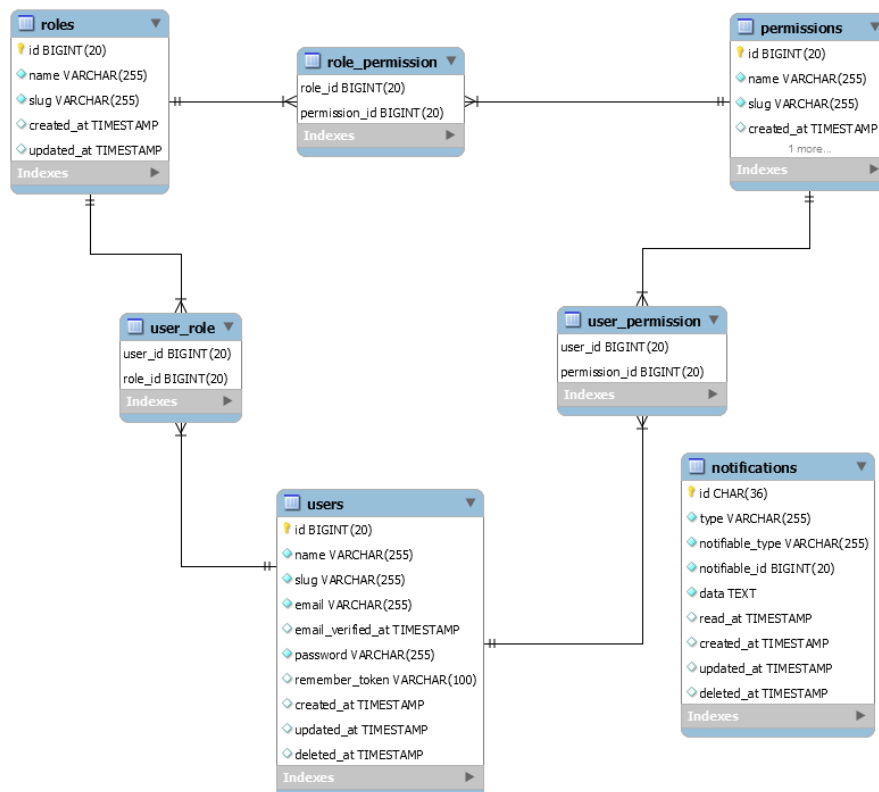 roles
id BIGINT(20)
name VARCHAR(255)
slug VARCHAR(255)
created_at TIMESTAMP
updated_at TIMESTAMP
Indexes
role_permission
role_id BIGINT(20)
permission_id BIGINT(20)
Indexes
permissions
id BIGINT(20)
name VARCHAR(255)
slug VARCHAR(255)
created_at TIMESTAMP
1 more...
Indexes
user_role
user_id BIGINT(20)
role_id BIGINT(20)
Indexes
user_permission
user_id BIGINT(20)
permission_id BIGINT(20)
Indexes
users
id BIGINT(20)
name VARCHAR(255)
slug VARCHAR(255)
email VARCHAR(255)
email_verified_at TIMESTAMP
password VARCHAR(255)
remember_token VARCHAR(100)
created_at TIMESTAMP
updated_at TIMESTAMP
deleted_at TIMESTAMP
Indexes
notifications
id CHAR(36)
type VARCHAR(255)
notifiable_type VARCHAR(255)
notifiable_id BIGINT(20)
data TEXT
read_at TIMESTAMP
created_at TIMESTAMP
updated_at TIMESTAMP
deleted_at TIMESTAMP
Indexes